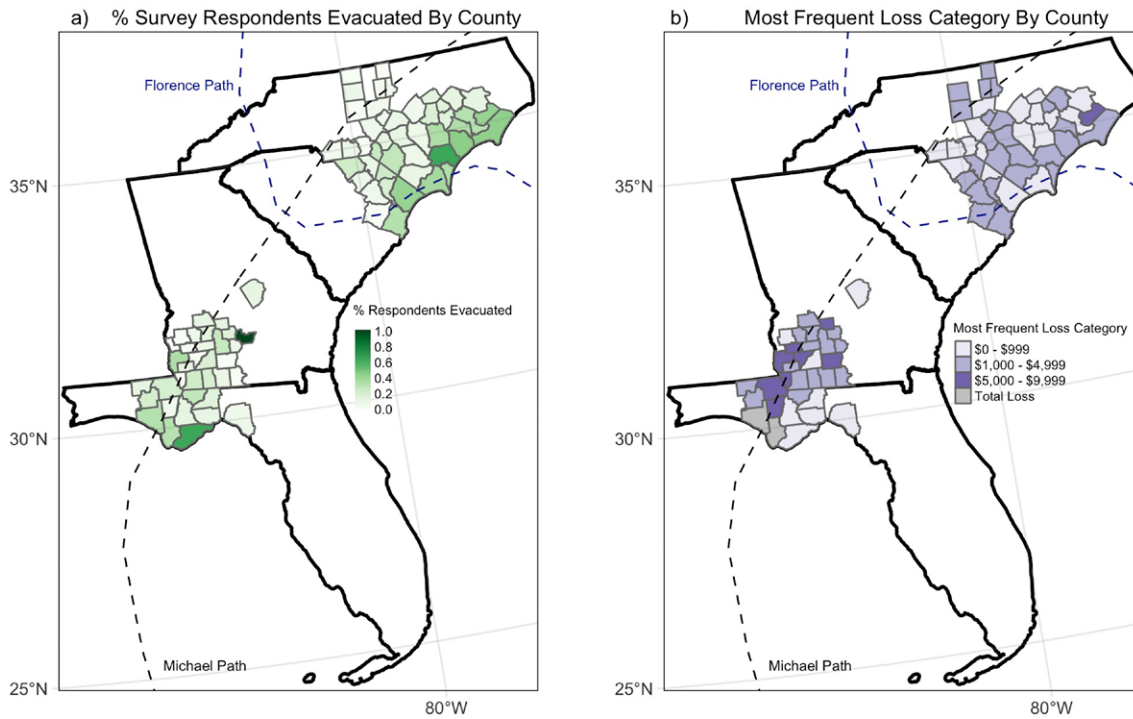 a) % Survey Respondents Evacuated By County
Florence Path
35°N
% Respondents Evacuated
1.0
0.8
0.6
0.4
0.2
0.0
30°N
Michael Path
25°N
80°W
b) Most Frequent Loss Category By County
Florence Path
35°N
Most Frequent Loss Category
$0 - $999
$1,000 - $4,999
$5,000 - $9,999
Total Loss
30°N
Michael Path
25°N
80°W